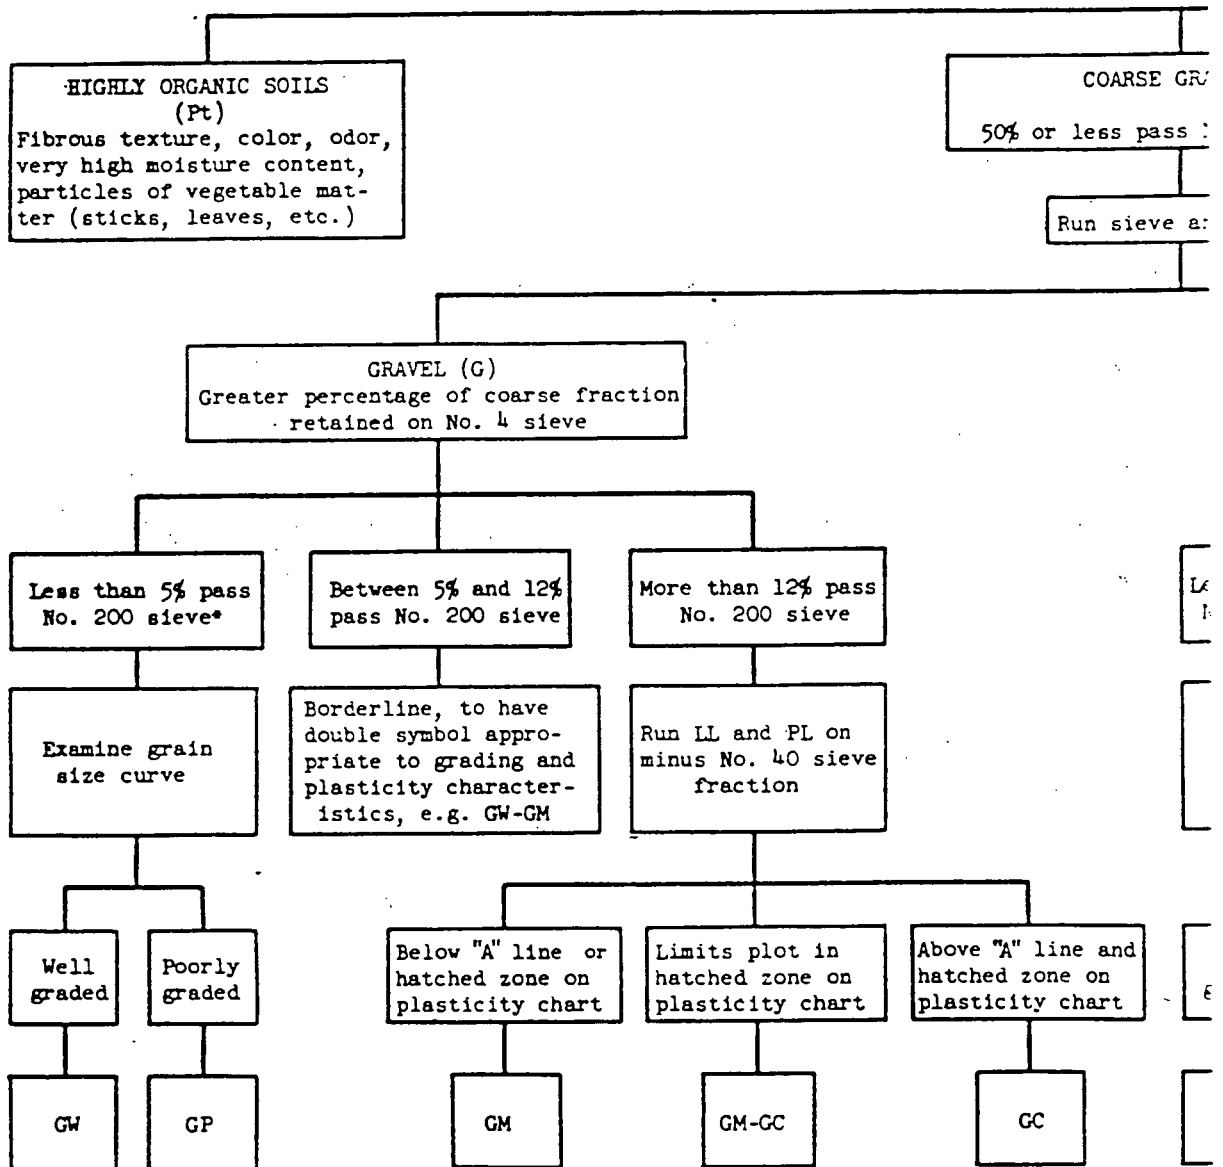 HIGHLY ORGANIC SOILS
(Pt)
Fibrous texture, color, odor,
very high moisture content,
particles of vegetable mat-
ter (sticks, leaves, etc.)
COARSE
50% or less pass
Run sieve
GRAVEL (G)
Greater percentage of coarse fraction
retained on No. 4 sieve
Less than 5% pass
No. 200 sieve*
Between 5% and 12%
pass No. 200 sieve
More than 12% pass
No. 200 sieve
Examine grain
size curve
Borderline, to have
double symbol appro-
priate to grading and
plasticity character-
istics, e.g. GW-GM
Run LL and PL on
minus No. 40 sieve
fraction
Well
graded
Poorly
graded
Below "A" line or
hatched zone on
plasticity chart
Limits plot in
hatched zone on
plasticity chart
Above "A" line and
hatched zone on
plasticity chart
GW
GP
GM
GM-GC
GC